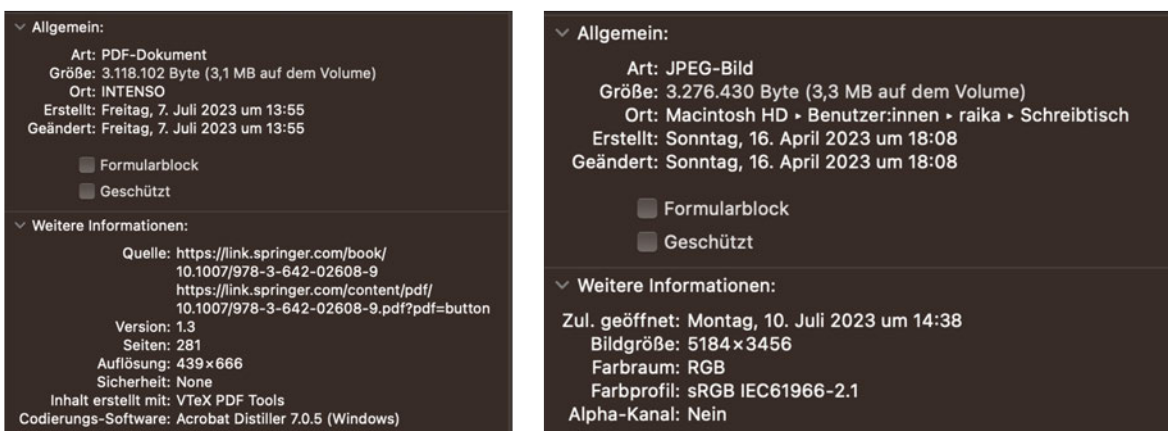 Allgemein:
Art: PDF-Dokument
Größe: 3.118.102 Byte (3,1 MB auf dem Volume)
Ort: INTENSO
Erstellt: Freitag, 7. Juli 2023 um 13:55
Geändert: Freitag, 7. Juli 2023 um 13:55
Formularblock
Geschützt
Weitere Informationen:
Quelle: https://link.springer.com/book/
10.1007/978-3-642-02608-9
https://link.springer.com/content/pdf/
10.1007/978-3-642-02608-9.pdf?pdf=button
Version: 1.3
Seiten: 281
Auflösung: 439×666
Sicherheit: None
Inhalt erstellt mit: VTeX PDF Tools
Codierungs-Software: Acrobat Distiller 7.0.5 (Windows)
Allgemein:
Art: JPEG-Bild
Größe: 3.276.430 Byte (3,3 MB auf dem Volume)
Ort: Macintosh HD ▸ Benutzer:innen ▸ raika ▸ Schreibtisch
Erstellt: Sonntag, 16. April 2023 um 18:08
Geändert: Sonntag, 16. April 2023 um 18:08
Formularblock
Geschützt
Weitere Informationen:
Zul. geöffnet: Montag, 10. Juli 2023 um 14:38
Bildgröße: 5184×3456
Farbraum: RGB
Farbprofil: sRGB IEC61966-2.1
Alpha-Kanal: Nein